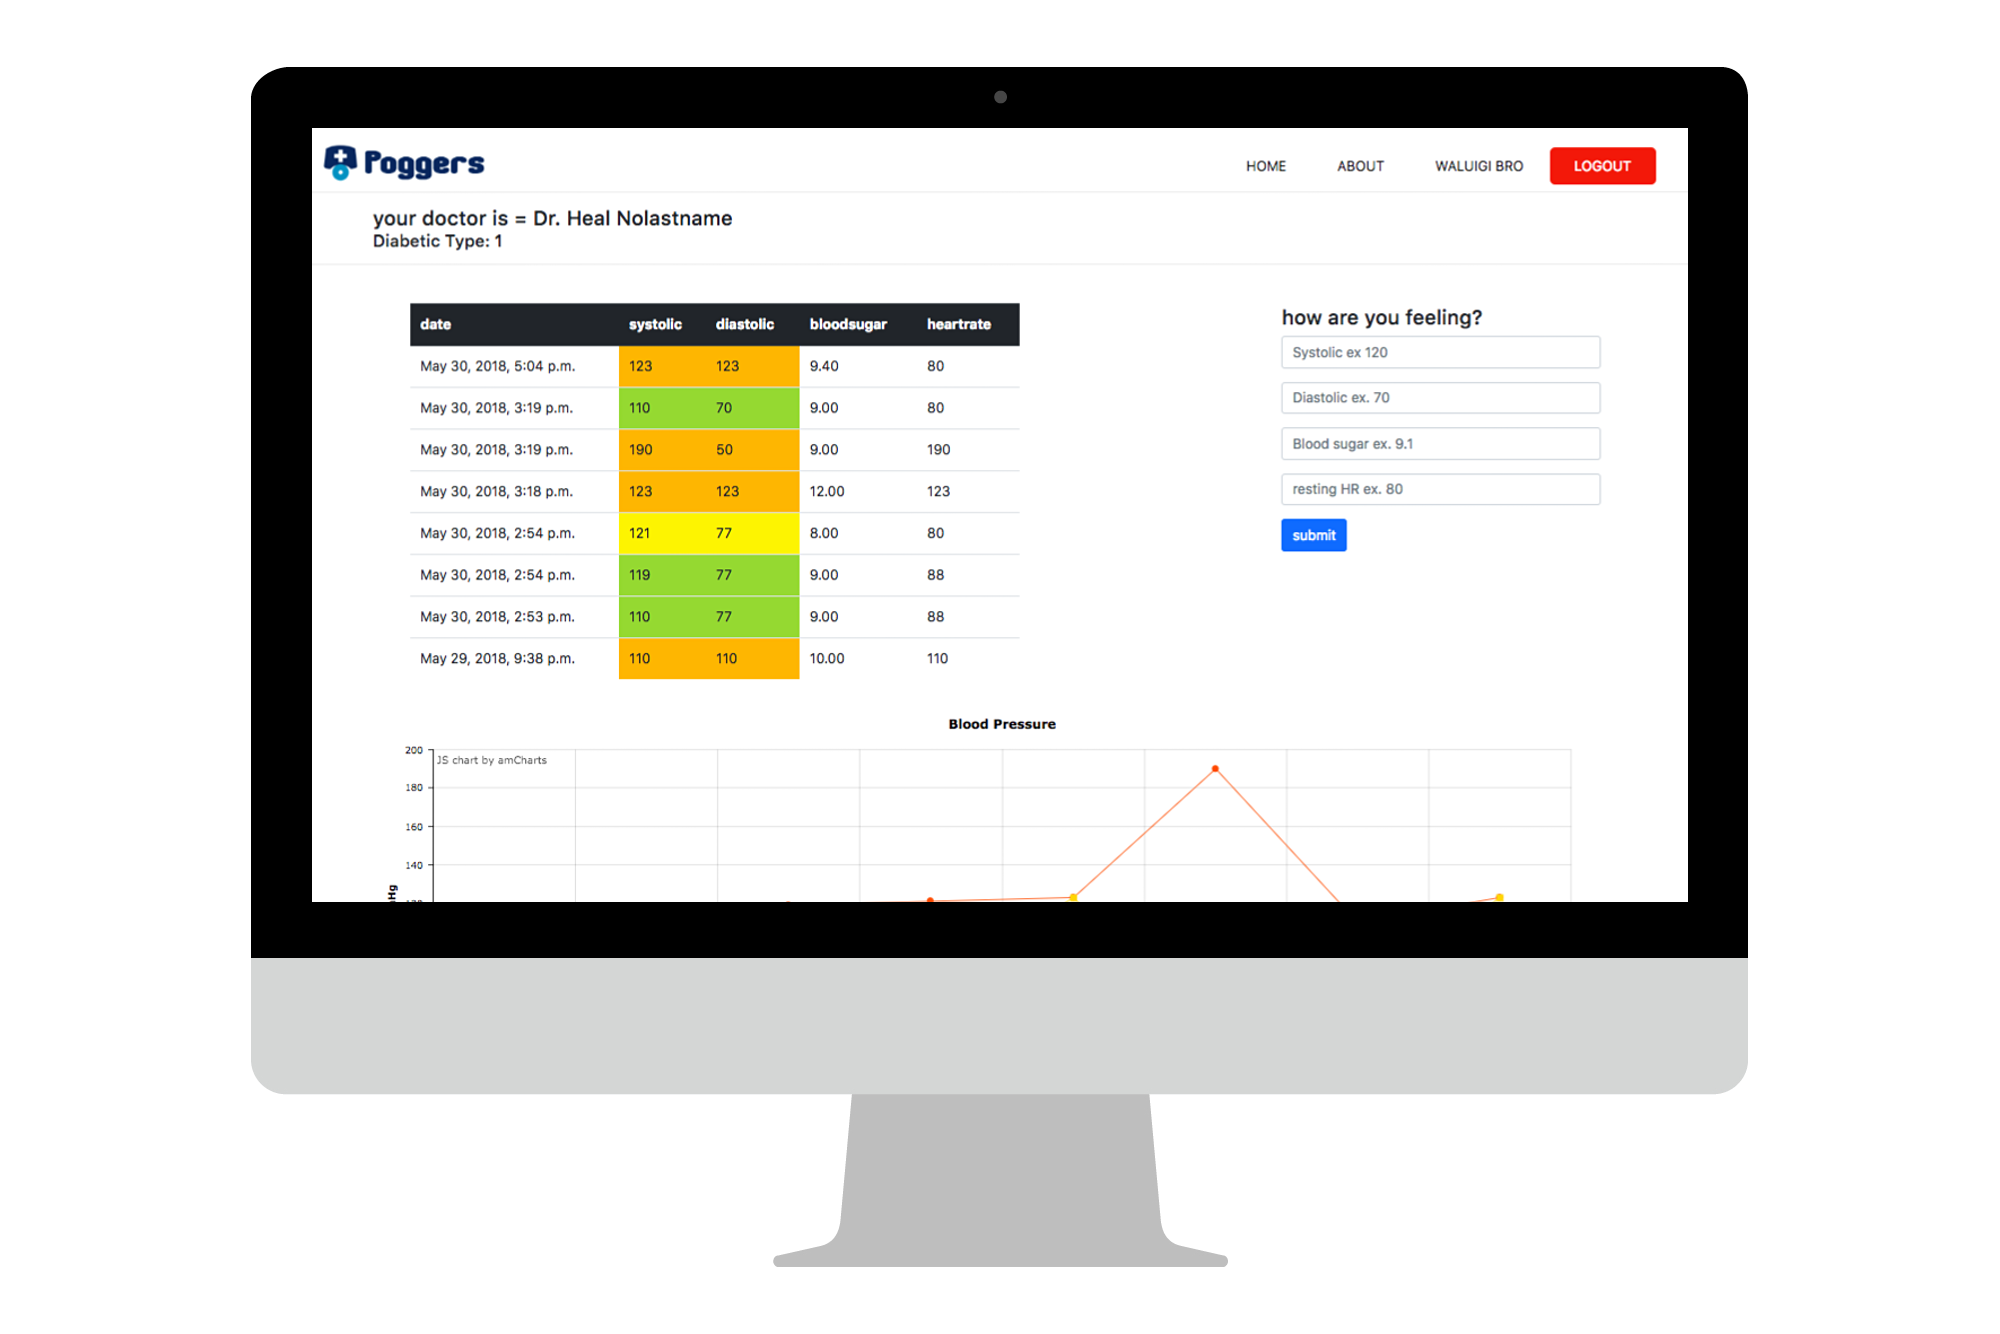 Poggers
HOME ABOUT WALUIGI BRO LOGOUT
your doctor is = Dr. Heal Nolastname
Diabetic Type: 1
date systolic diastolic bloodsugar heartrate
May 30, 2018, 5:04 p.m. 123 123 9.40 80
May 30, 2018, 3:19 p.m. 110 70 9.00 80
May 30, 2018, 3:19 p.m. 190 50 9.00 190
May 30, 2018, 3:18 p.m. 123 123 12.00 123
May 30, 2018, 2:54 p.m. 121 77 8.00 80
May 30, 2018, 2:54 p.m. 119 77 9.00 88
May 30, 2018, 2:53 p.m. 110 77 9.00 88
May 29, 2018, 9:38 p.m. 110 110 10.00 110
how are you feeling?
Systolic ex 120
Diastolic ex. 70
Blood sugar ex. 9.1
resting HR ex. 80
submit
Blood Pressure
JS chart by amCharts
200
180
160
140